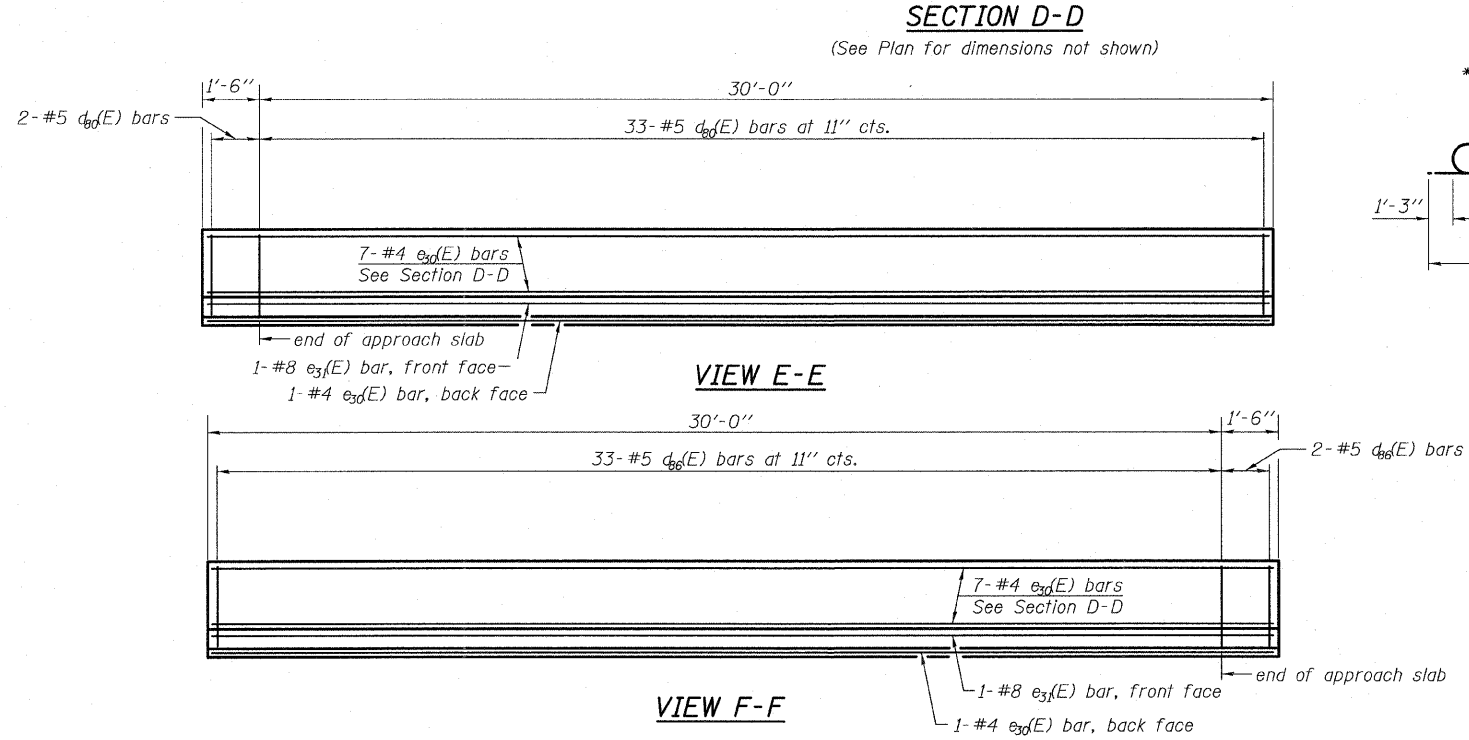 SECTION D-D
(See Plan for dimensions not shown)
*
1'-6"
30'-0"
2-#5 d80(E) bars
33-#5 d80(E) bars at 11" cts.
1'-3"
7-#4 e30(E) bars
See Section D-D
end of approach slab
1-#8 e31(E) bar, front face
1-#4 e30(E) bar, back face
VIEW E-E
30'-0"
1'-6"
33-#5 d86(E) bars at 11" cts.
2-#5 d86(E) bars
7-#4 e30(E) bars
See Section D-D
end of approach slab
1-#8 e31(E) bar, front face
1-#4 e30(E) bar, back face
VIEW F-F